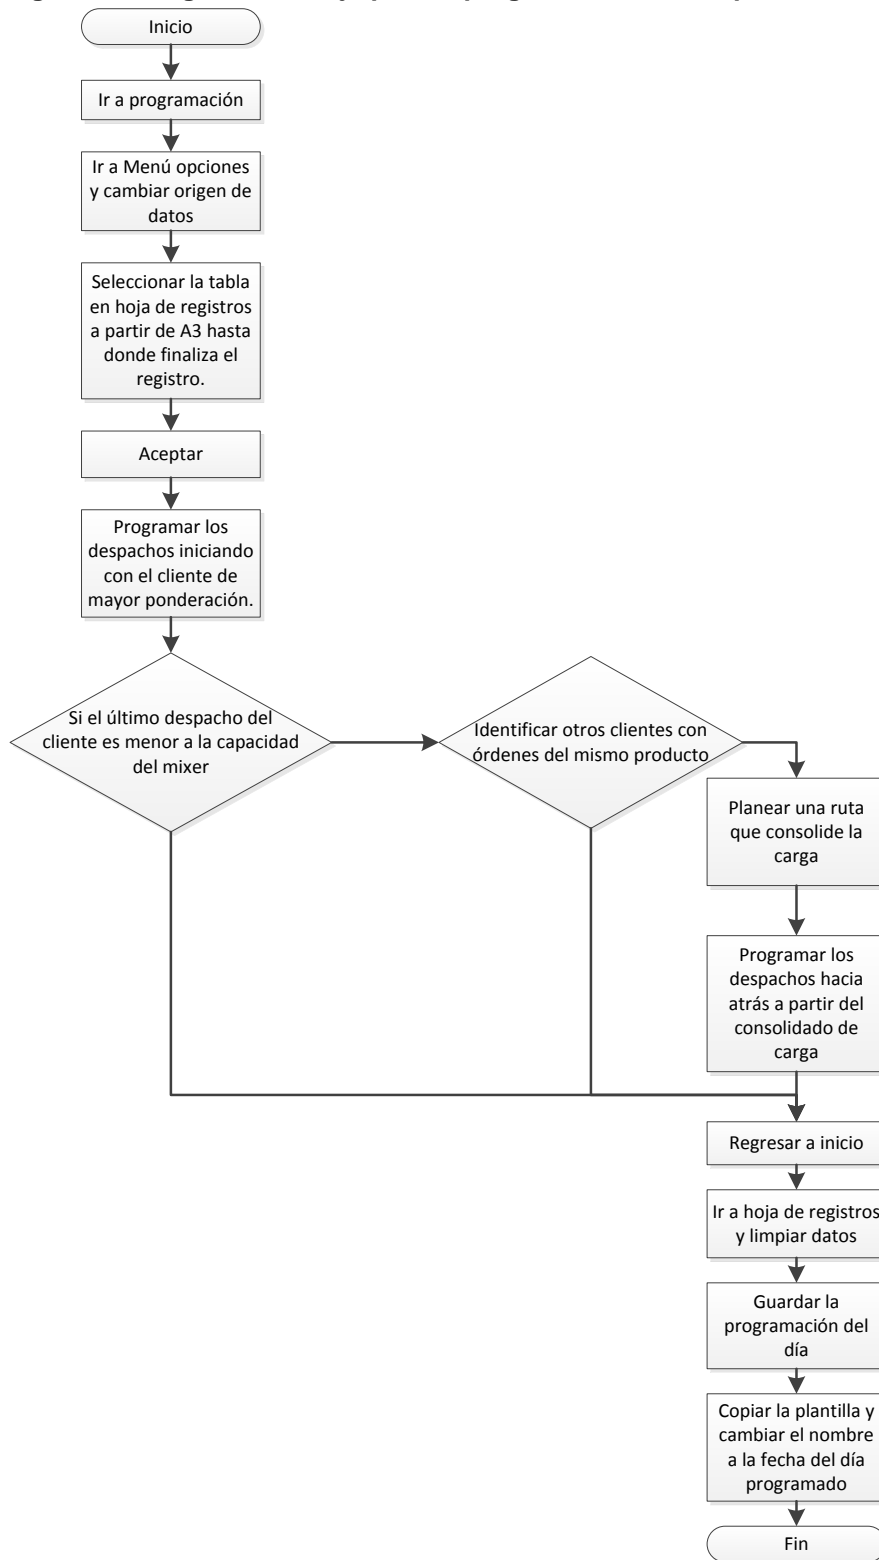 Inicio
Ir a programación
Ir a Menú opciones
y cambiar origen de
datos
Seleccionar la tabla
en hoja de registros
a partir de A3 hasta
donde finaliza el
registro.
Aceptar
Programar los
despachos iniciando
con el cliente de
mayor ponderación.
Si el último despacho del
cliente es menor a la capacidad
del mixer
Identificar otros clientes con
órdenes del mismo producto
Planear una ruta
que consolide la
carga
Programar los
despachos hacia
atrás a partir del
consolidado de
carga
Regresar a inicio
Ir a hoja de registros
y limpiar datos
Guardar la
programación del
día
Copiar la plantilla y
cambiar el nombre
a la fecha del día
programado
Fin